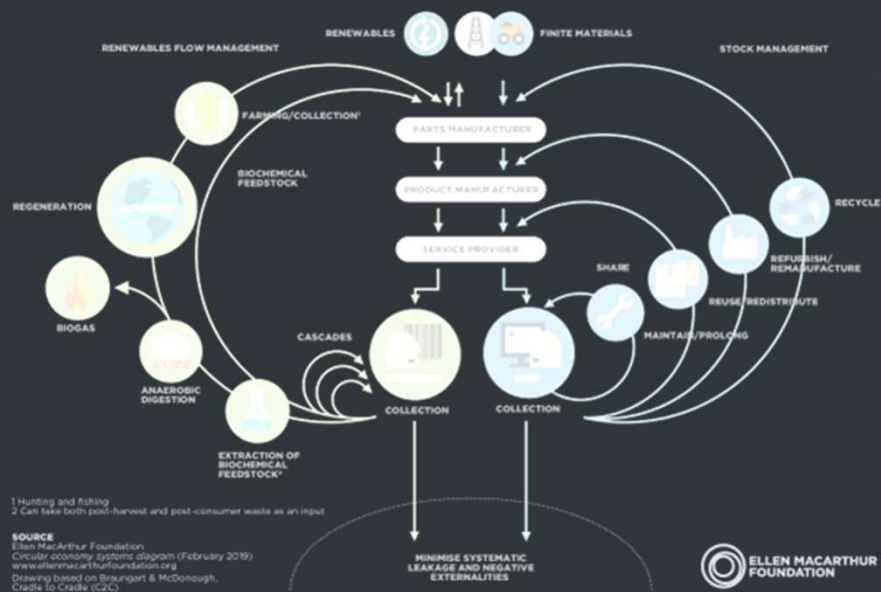 RENEWABLES
FINITE MATERIALS
RENEWABLES FLOW MANAGEMENT
STOCK MANAGEMENT
FARMING/COLLECTION¹
PARTS MANUFACTURER
BIOCHEMICAL
FEEDSTOCK
PRODUCT MANUFACTURER
REGENERATION
RECYCLE
SERVICE PROVIDER
SHARE
REFURBISH/
REMANUFACTURE
REUSE/REDISTRIBUTE
BIOGAS
CASCADES
MAINTAIN/PROLONG
ANAEROBIC
DIGESTION
COLLECTION
COLLECTION
EXTRACTION OF
BIOCHEMICAL
FEEDSTOCK²
1 Hunting and fishing
2 Can take both post-harvest and post-consumer waste as an input
SOURCE
Ellen MacArthur Foundation
Circular economy systems diagram (February 2019)
www.ellenmacarthurfoundation.org
Drawing based on Braungart & McDonough,
Cradle to Cradle (C2C)
MINIMISE SYSTEMATIC
LEAKAGE AND NEGATIVE
EXTERNALITIES
ELLEN MACARTHUR
FOUNDATION